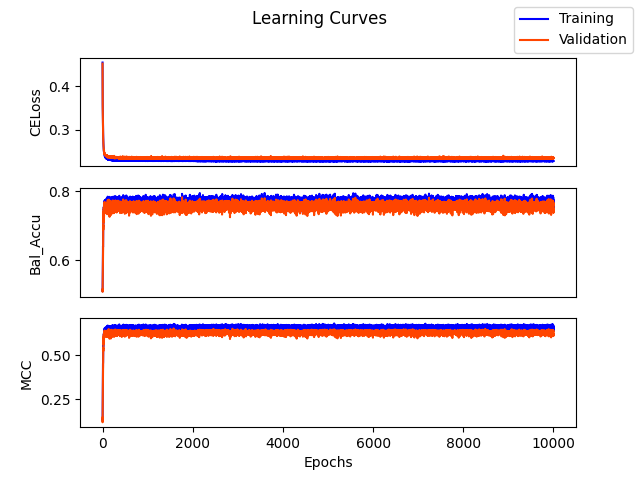 Learning Curves
Training
Validation
0.4
0.3
CELoss
0.8
0.6
Bal_Accu
0.50
0.25
MCC
0 2000 4000 6000 8000 10000
Epochs